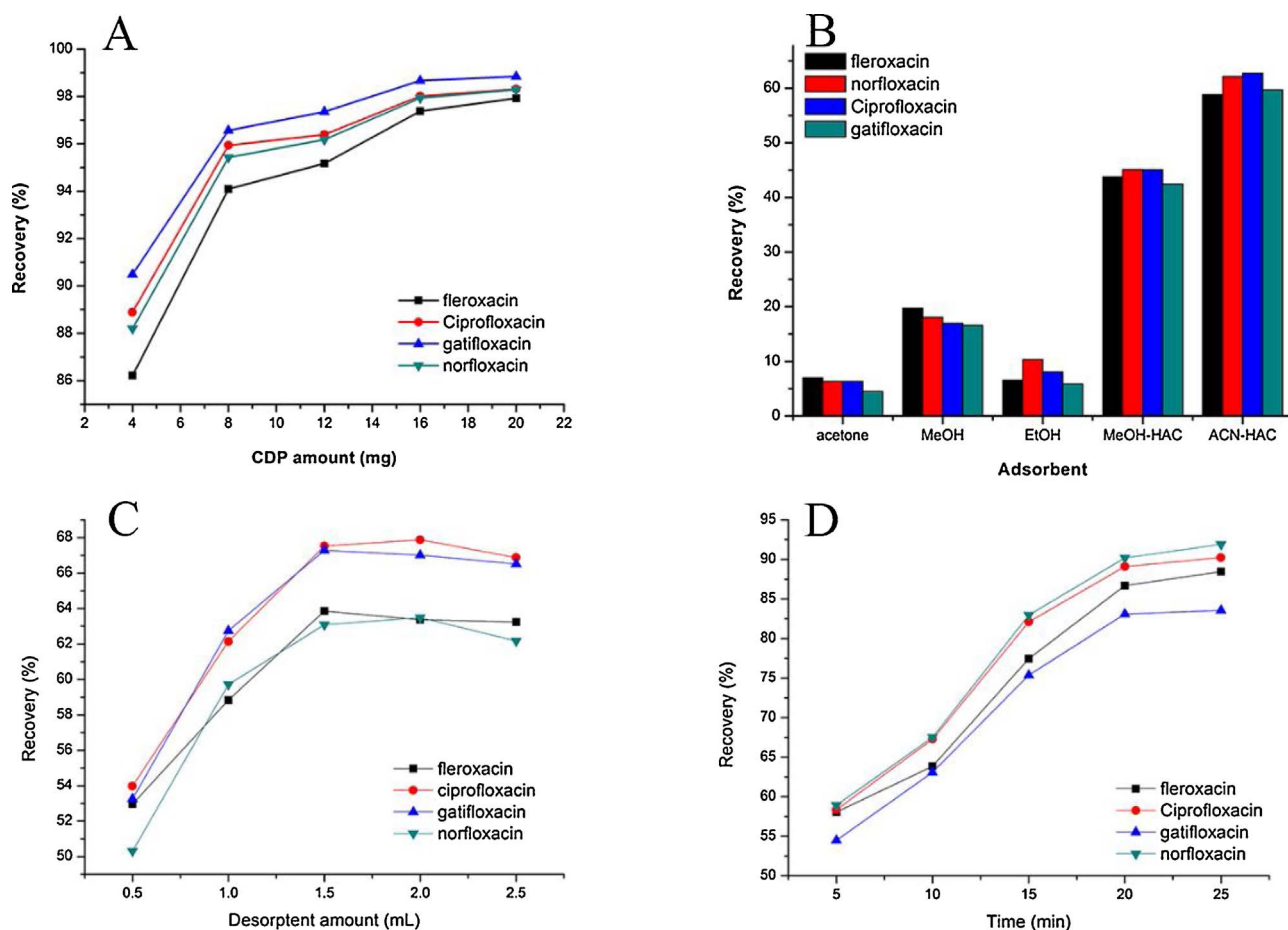 A
Recovery (%)
100
98
96
94
92
90
88
86
fleroxacin
Ciprofloxacin
gatifloxacin
norfloxacin
2 4 6 8 10 12 14 16 18 20 22
CDP amount (mg)
B
Recovery (%)
60
50
40
30
20
10
0
fleroxacin
norfloxacin
Ciprofloxacin
gatifloxacin
acetone MeOH EtOH MeOH-HAC ACN-HAC
Adsorbent
C
Recovery (%)
68
66
64
62
60
58
56
54
52
50
fleroxacin
ciprofloxacin
gatifloxacin
norfloxacin
0.5 1.0 1.5 2.0 2.5
Desorptent amount (mL)
D
Recovery (%)
95
90
85
80
75
70
65
60
55
50
fleroxacin
Ciprofloxacin
gatifloxacin
norfloxacin
5 10 15 20 25
Time (min)